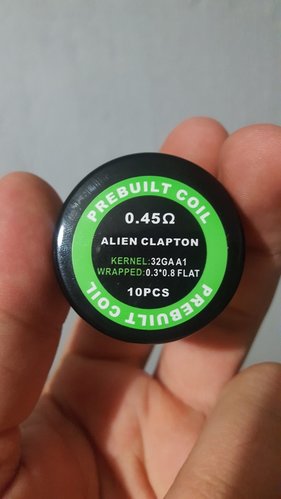 PREBUILT COIL
0.45Ω
ALIEN CLAPTON
KERNEL:32GA A1
WRAPPED:0.3*0.8 FLAT
10PCS
PREBUILT COIL